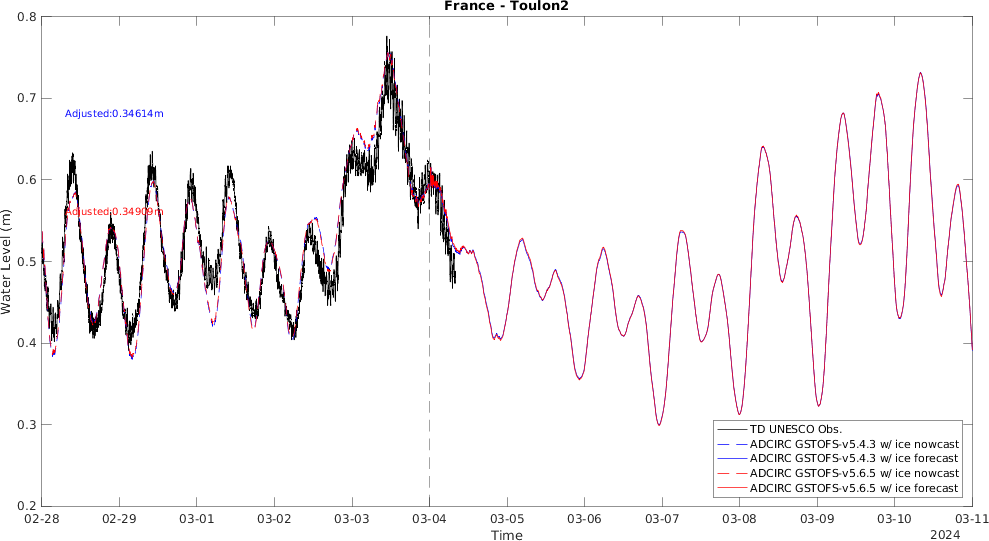 France - Toulon2
0.8
0.7
0.6
0.5
0.4
0.3
0.2
Water Level (m)
Adjusted:0.34614m
Adjusted:0.34909m
TD UNESCO Obs.
ADCIRC GSTOFS-v5.4.3 w/ ice nowcast
ADCIRC GSTOFS-v5.4.3 w/ ice forecast
ADCIRC GSTOFS-v5.6.5 w/ ice nowcast
ADCIRC GSTOFS-v5.6.5 w/ ice forecast
02-28 02-29 03-01 03-02 03-03 03-04 03-05 03-06 03-07 03-08 03-09 03-10 03-11
Time
2024